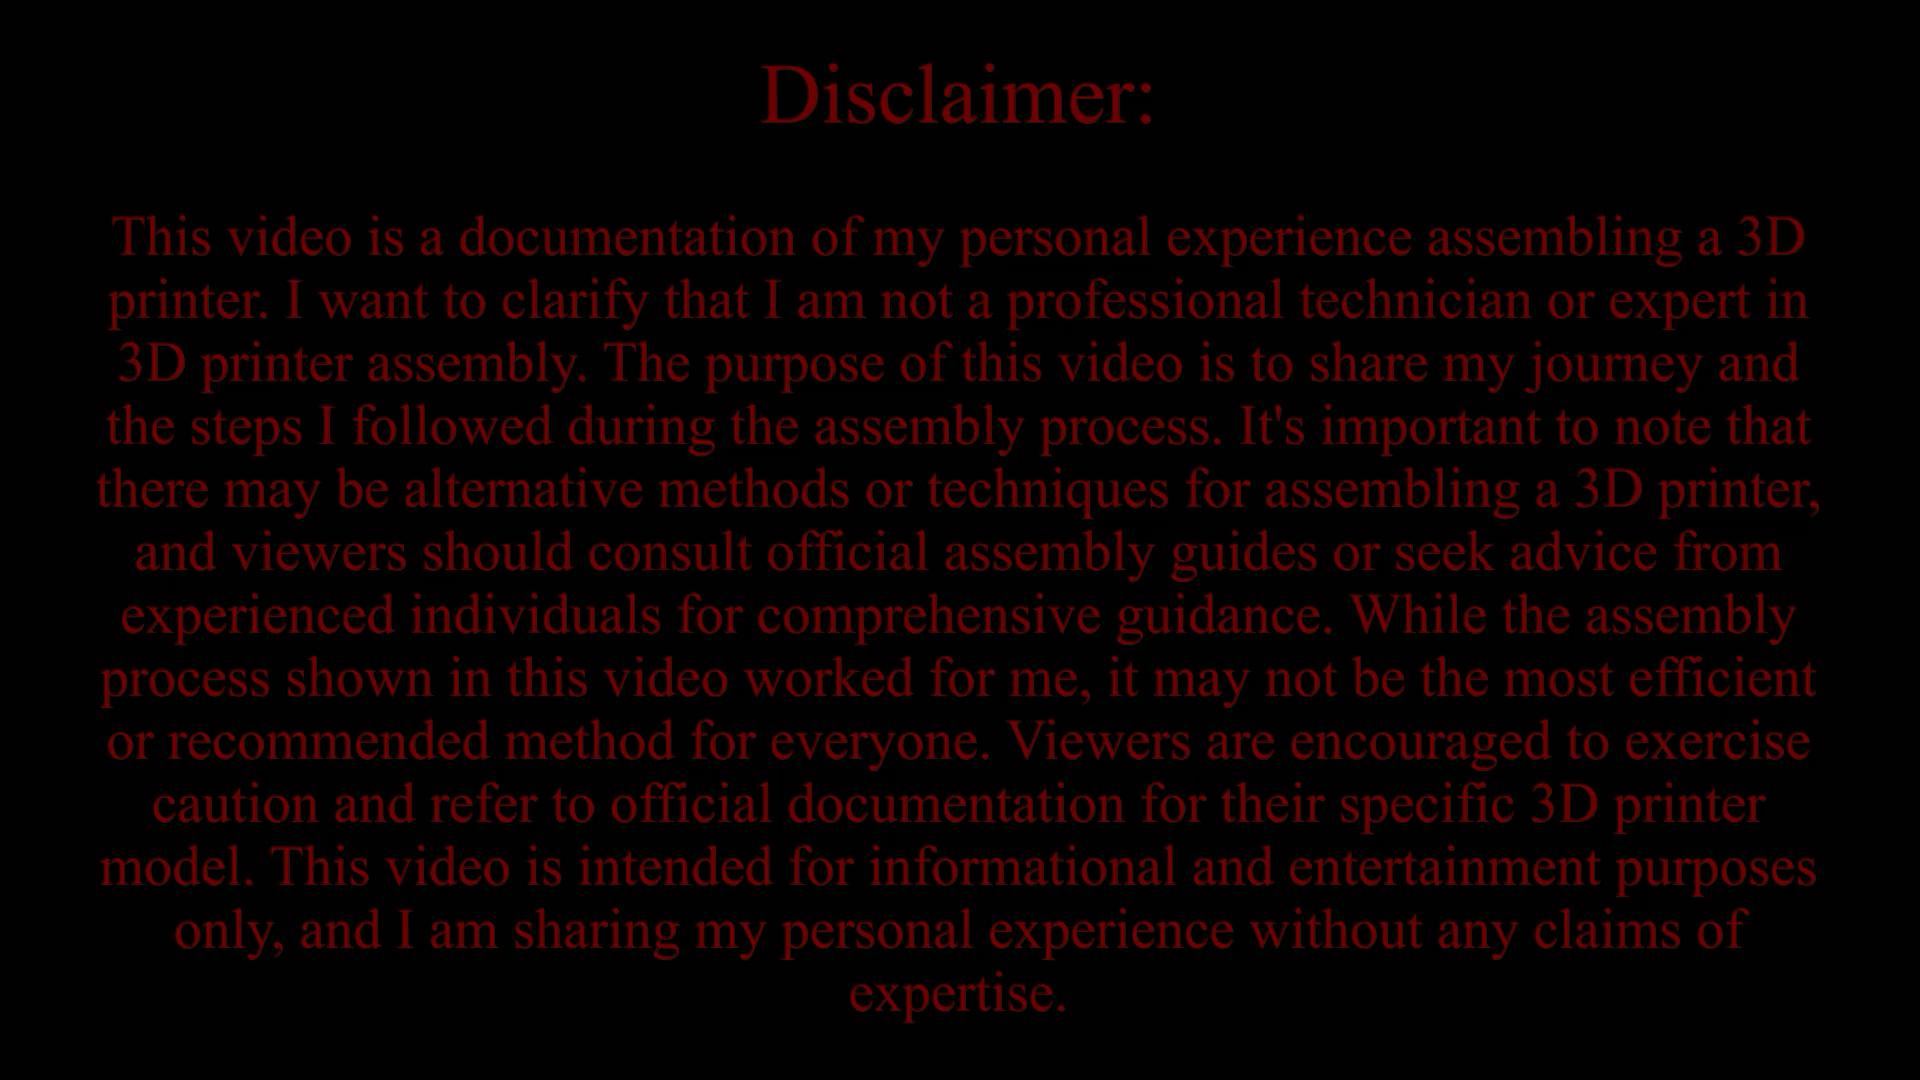 Disclaimer:
This video is a documentation of my personal experience assembling a 3D
printer. I want to clarify that I am not a professional technician or expert in
3D printer assembly. The purpose of this video is to share my journey and
the steps I followed during the assembly process. It's important to note that
there may be alternative methods or techniques for assembling a 3D printer,
and viewers should consult official assembly guides or seek advice from
experienced individuals for comprehensive guidance. While the assembly
process shown in this video worked for me, it may not be the most efficient
or recommended method for everyone. Viewers are encouraged to exercise
caution and refer to official documentation for their specific 3D printer
model. This video is intended for informational and entertainment purposes
only, and I am sharing my personal experience without any claims of
expertise.